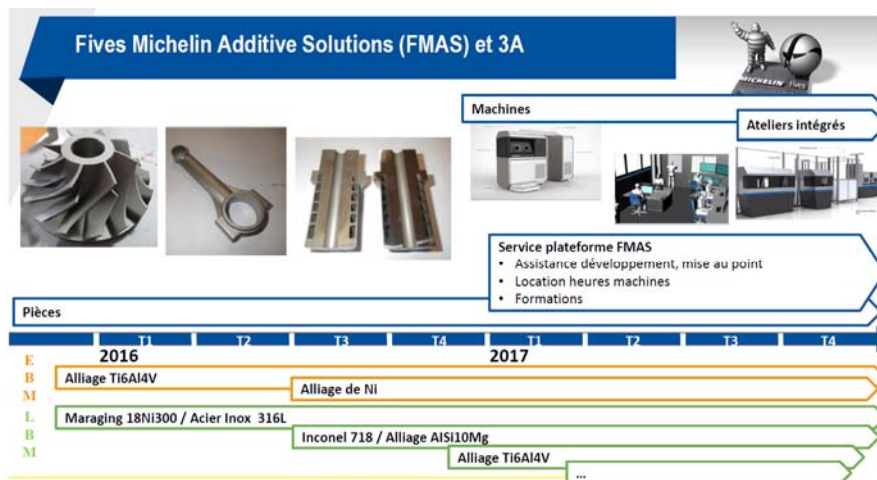 Fives Michelin Additive Solutions (FMAS) et 3A
MICHELIN
fives
Machines
Ateliers intégrés
Service plateforme FMAS
• Assistance développement, mise au point
• Location heures machines
• Formations
Pièces
T1 T2 T3 T4 T1 T2 T3 T4
2016 2017
E
B
M
Alliage Ti6Al4V
Alliage de Ni
L
B
M
Maraging 18Ni300 / Acier Inox 316L
Inconel 718 / Alliage AlSi10Mg
Alliage Ti6Al4V
...